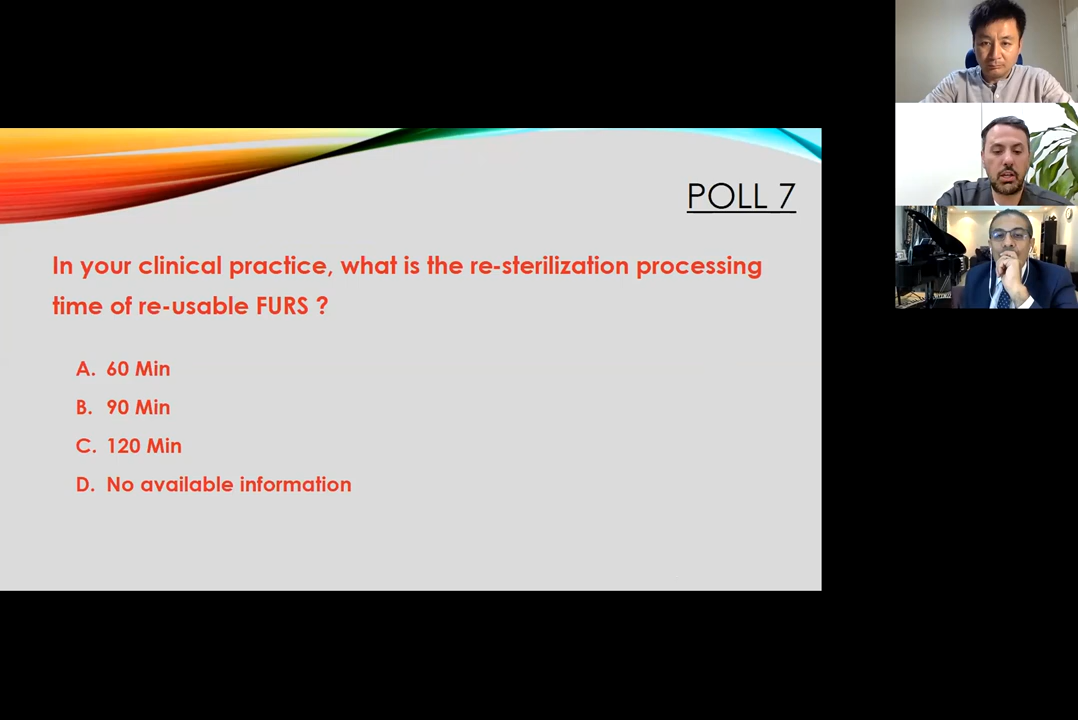 POLL 7
In your clinical practice, what is the re-sterilization processing
time of re-usable FURS ?
A. 60 Min
B. 90 Min
C. 120 Min
D. No available information